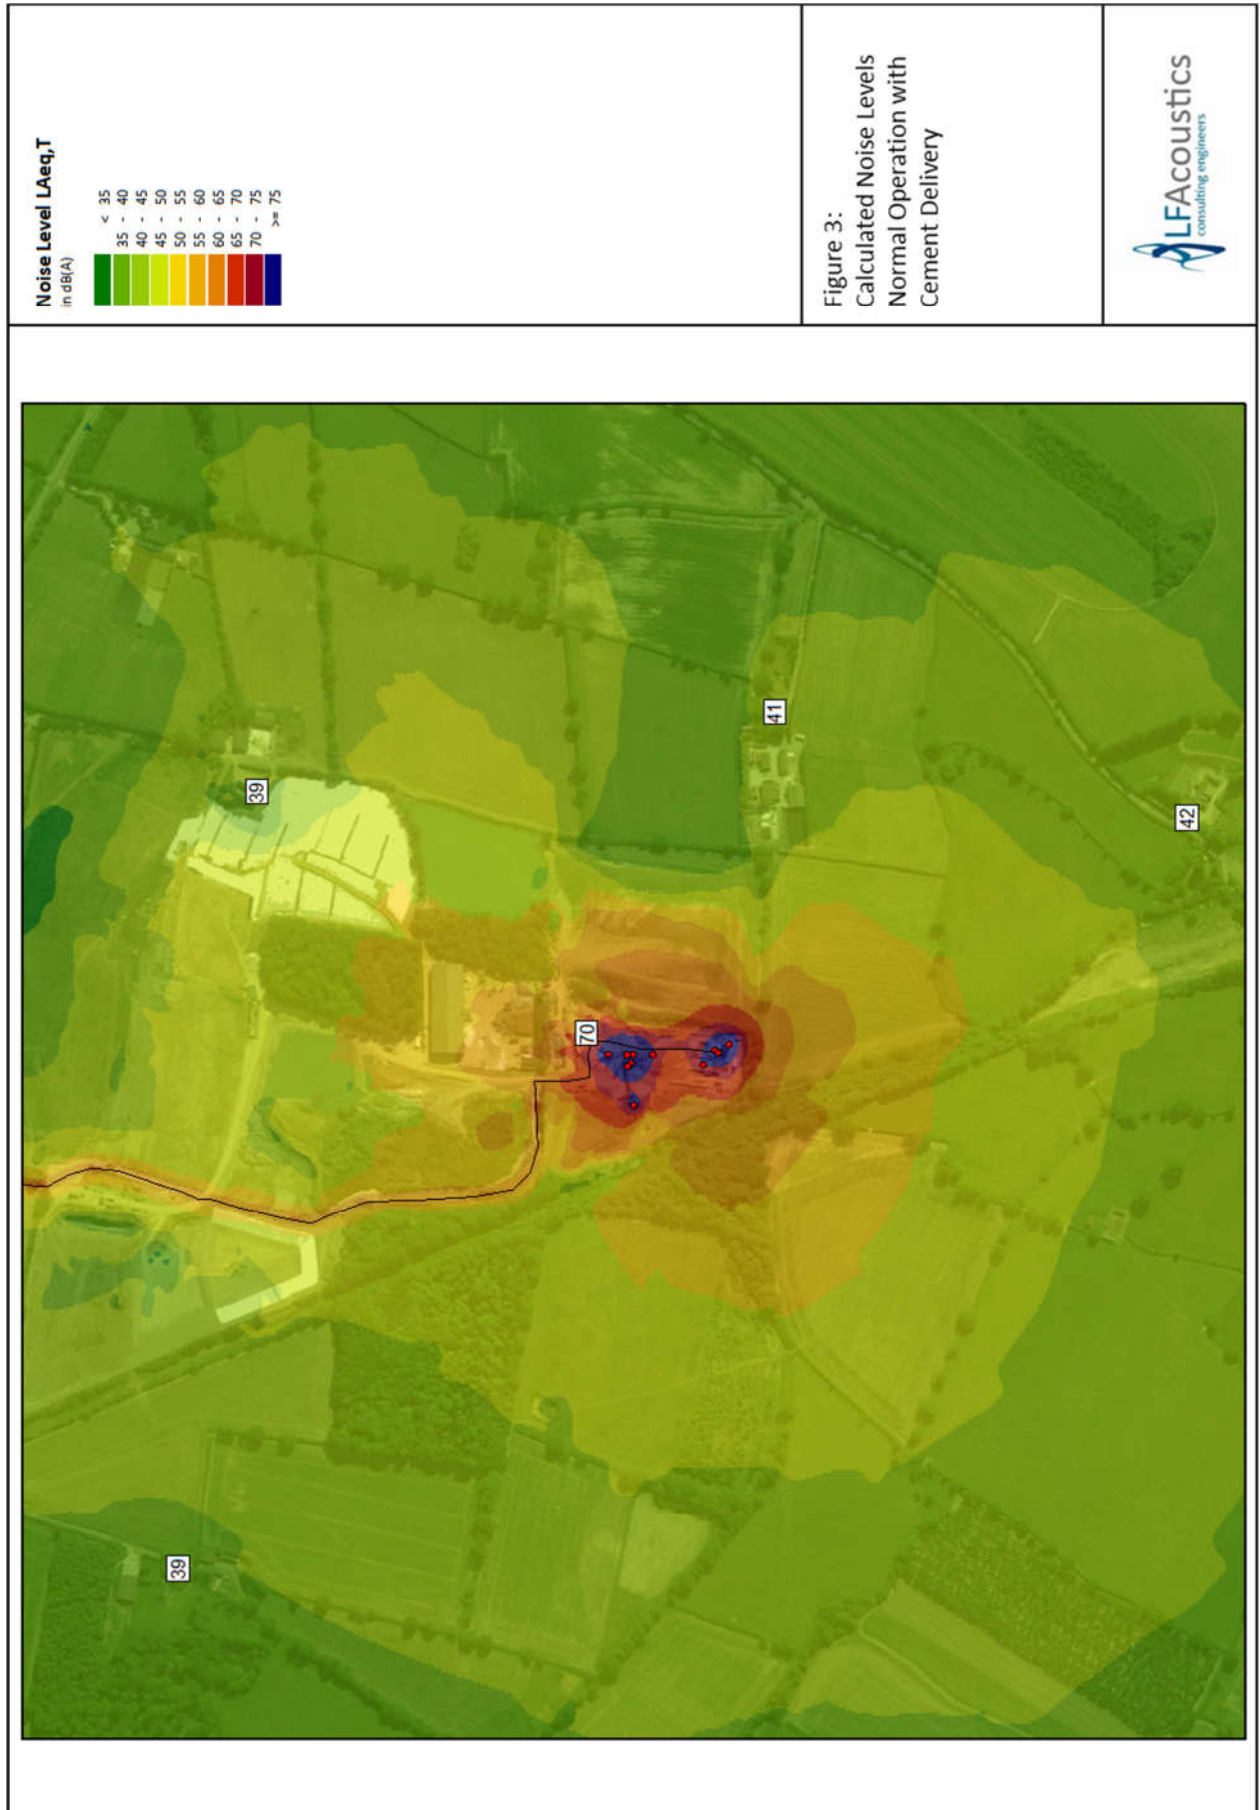 Noise Level LAeq,T
in dB(A)
< 35
35 - 40
40 - 45
45 - 50
50 - 55
55 - 60
60 - 65
65 - 70
70 - 75
>= 75
Figure 3:
Calculated Noise Levels
Normal Operation with
Cement Delivery
LFAcoustics
consulting engineers
39
39
70
41
42